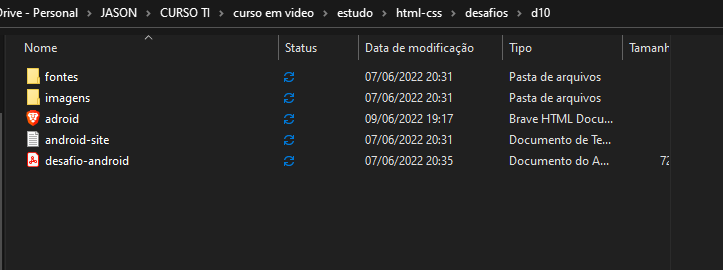 Drive - Personal > JASON > CURSO TI > curso em video > estudo > html-css > desafios > d10
Nome Status Data de modificação Tipo Tamanh
fontes 07/06/2022 20:31 Pasta de arquivos
imagens 07/06/2022 20:31 Pasta de arquivos
adroid 09/06/2022 19:17 Brave HTML Docu...
android-site 07/06/2022 20:31 Documento de Te...
desafio-android 07/06/2022 20:35 Documento do A... 72